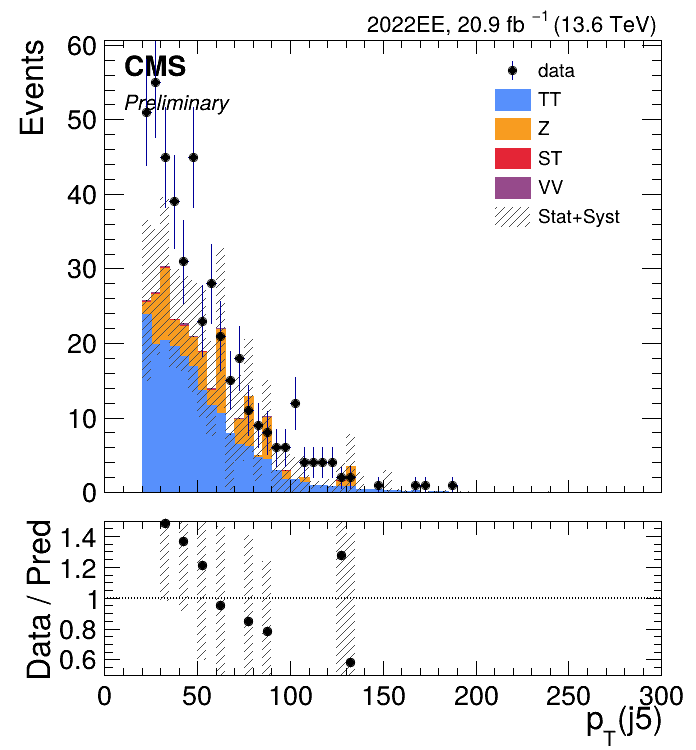 2022EE, 20.9 fb⁻¹ (13.6 TeV)
CMS
Preliminary
data
TT
Z
ST
VV
Stat+Syst
Events
60
50
40
30
20
10
0
Data / Pred
1.4
1.2
1
0.8
0.6
0 50 100 150 200 250 300
p_T(j5)